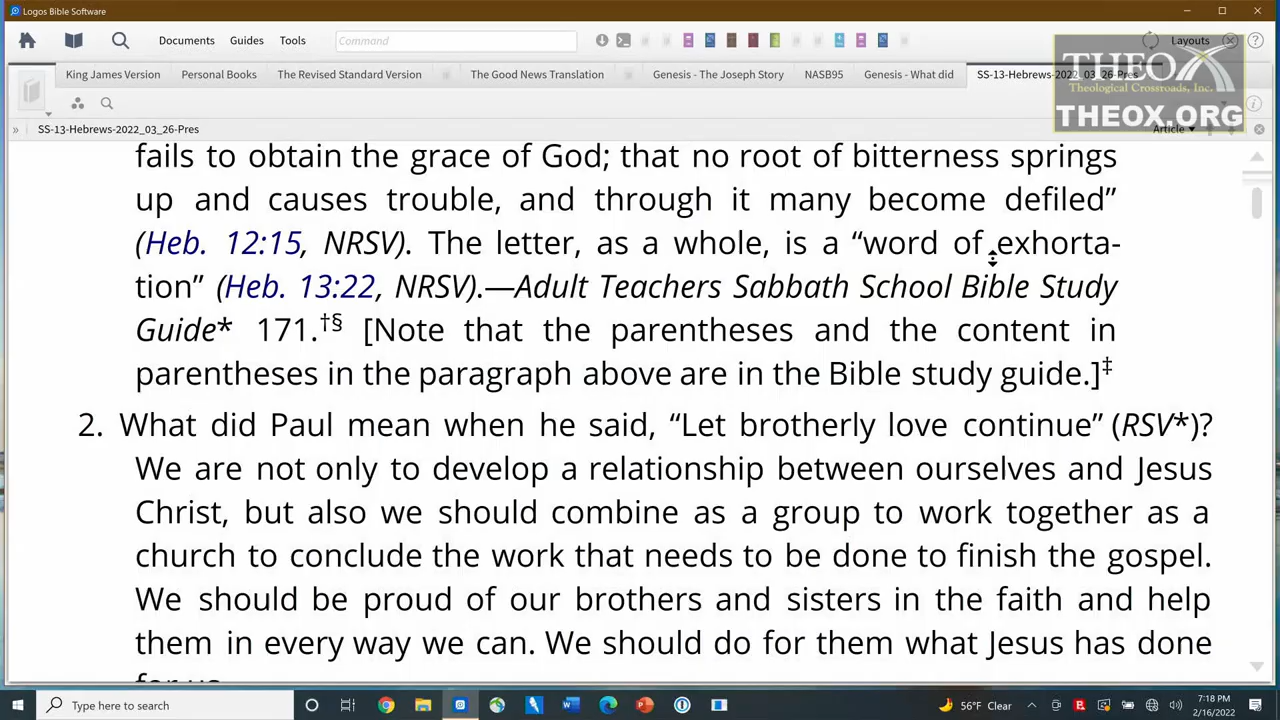 Logos Bible Software
Documents Guides Tools Command Layouts
THEOX
Theological Crossroads, Inc.
THEOX.ORG
King James Version Personal Books The Revised Standard Version The Good News Translation Genesis - The Joseph Story NASB95 Genesis - What did SS-13-Hebrews-2022_03_26-Pres
SS-13-Hebrews-2022_03_26-Pres Article
fails to obtain the grace of God; that no root of bitterness springs
up and causes trouble, and through it many become defiled”
(Heb. 12:15, NRSV). The letter, as a whole, is a “word of exhorta-
tion” (Heb. 13:22, NRSV).—Adult Teachers Sabbath School Bible Study
Guide* 171.†§ [Note that the parentheses and the content in
parentheses in the paragraph above are in the Bible study guide.]‡
2. What did Paul mean when he said, “Let brotherly love continue” (RSV*)?
We are not only to develop a relationship between ourselves and Jesus
Christ, but also we should combine as a group to work together as a
church to conclude the work that needs to be done to finish the gospel.
We should be proud of our brothers and sisters in the faith and help
them in every way we can. We should do for them what Jesus has done
for us
Type here to search 56°F Clear 7:18 PM
2/16/2022